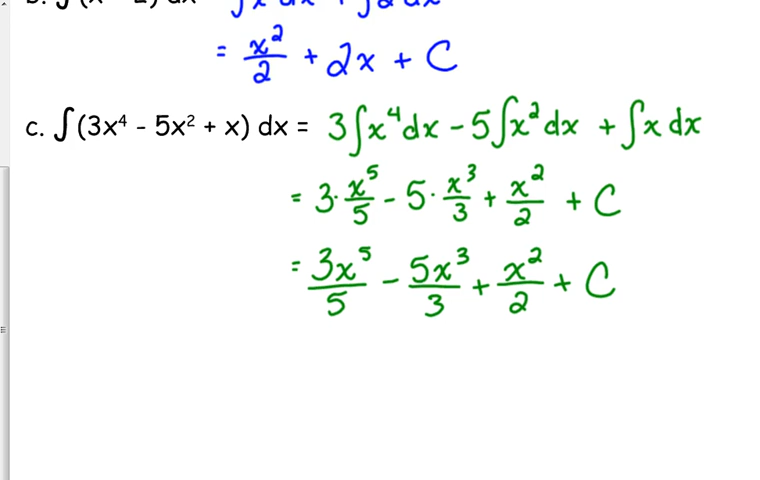 = x²/2 + 2x + C
c. ∫(3x⁴ - 5x² + x) dx = 3∫x⁴dx - 5∫x²dx + ∫x dx
= 3·x⁵/5 - 5·x³/3 + x²/2 + C
= 3x⁵/5 - 5x³/3 + x²/2 + C